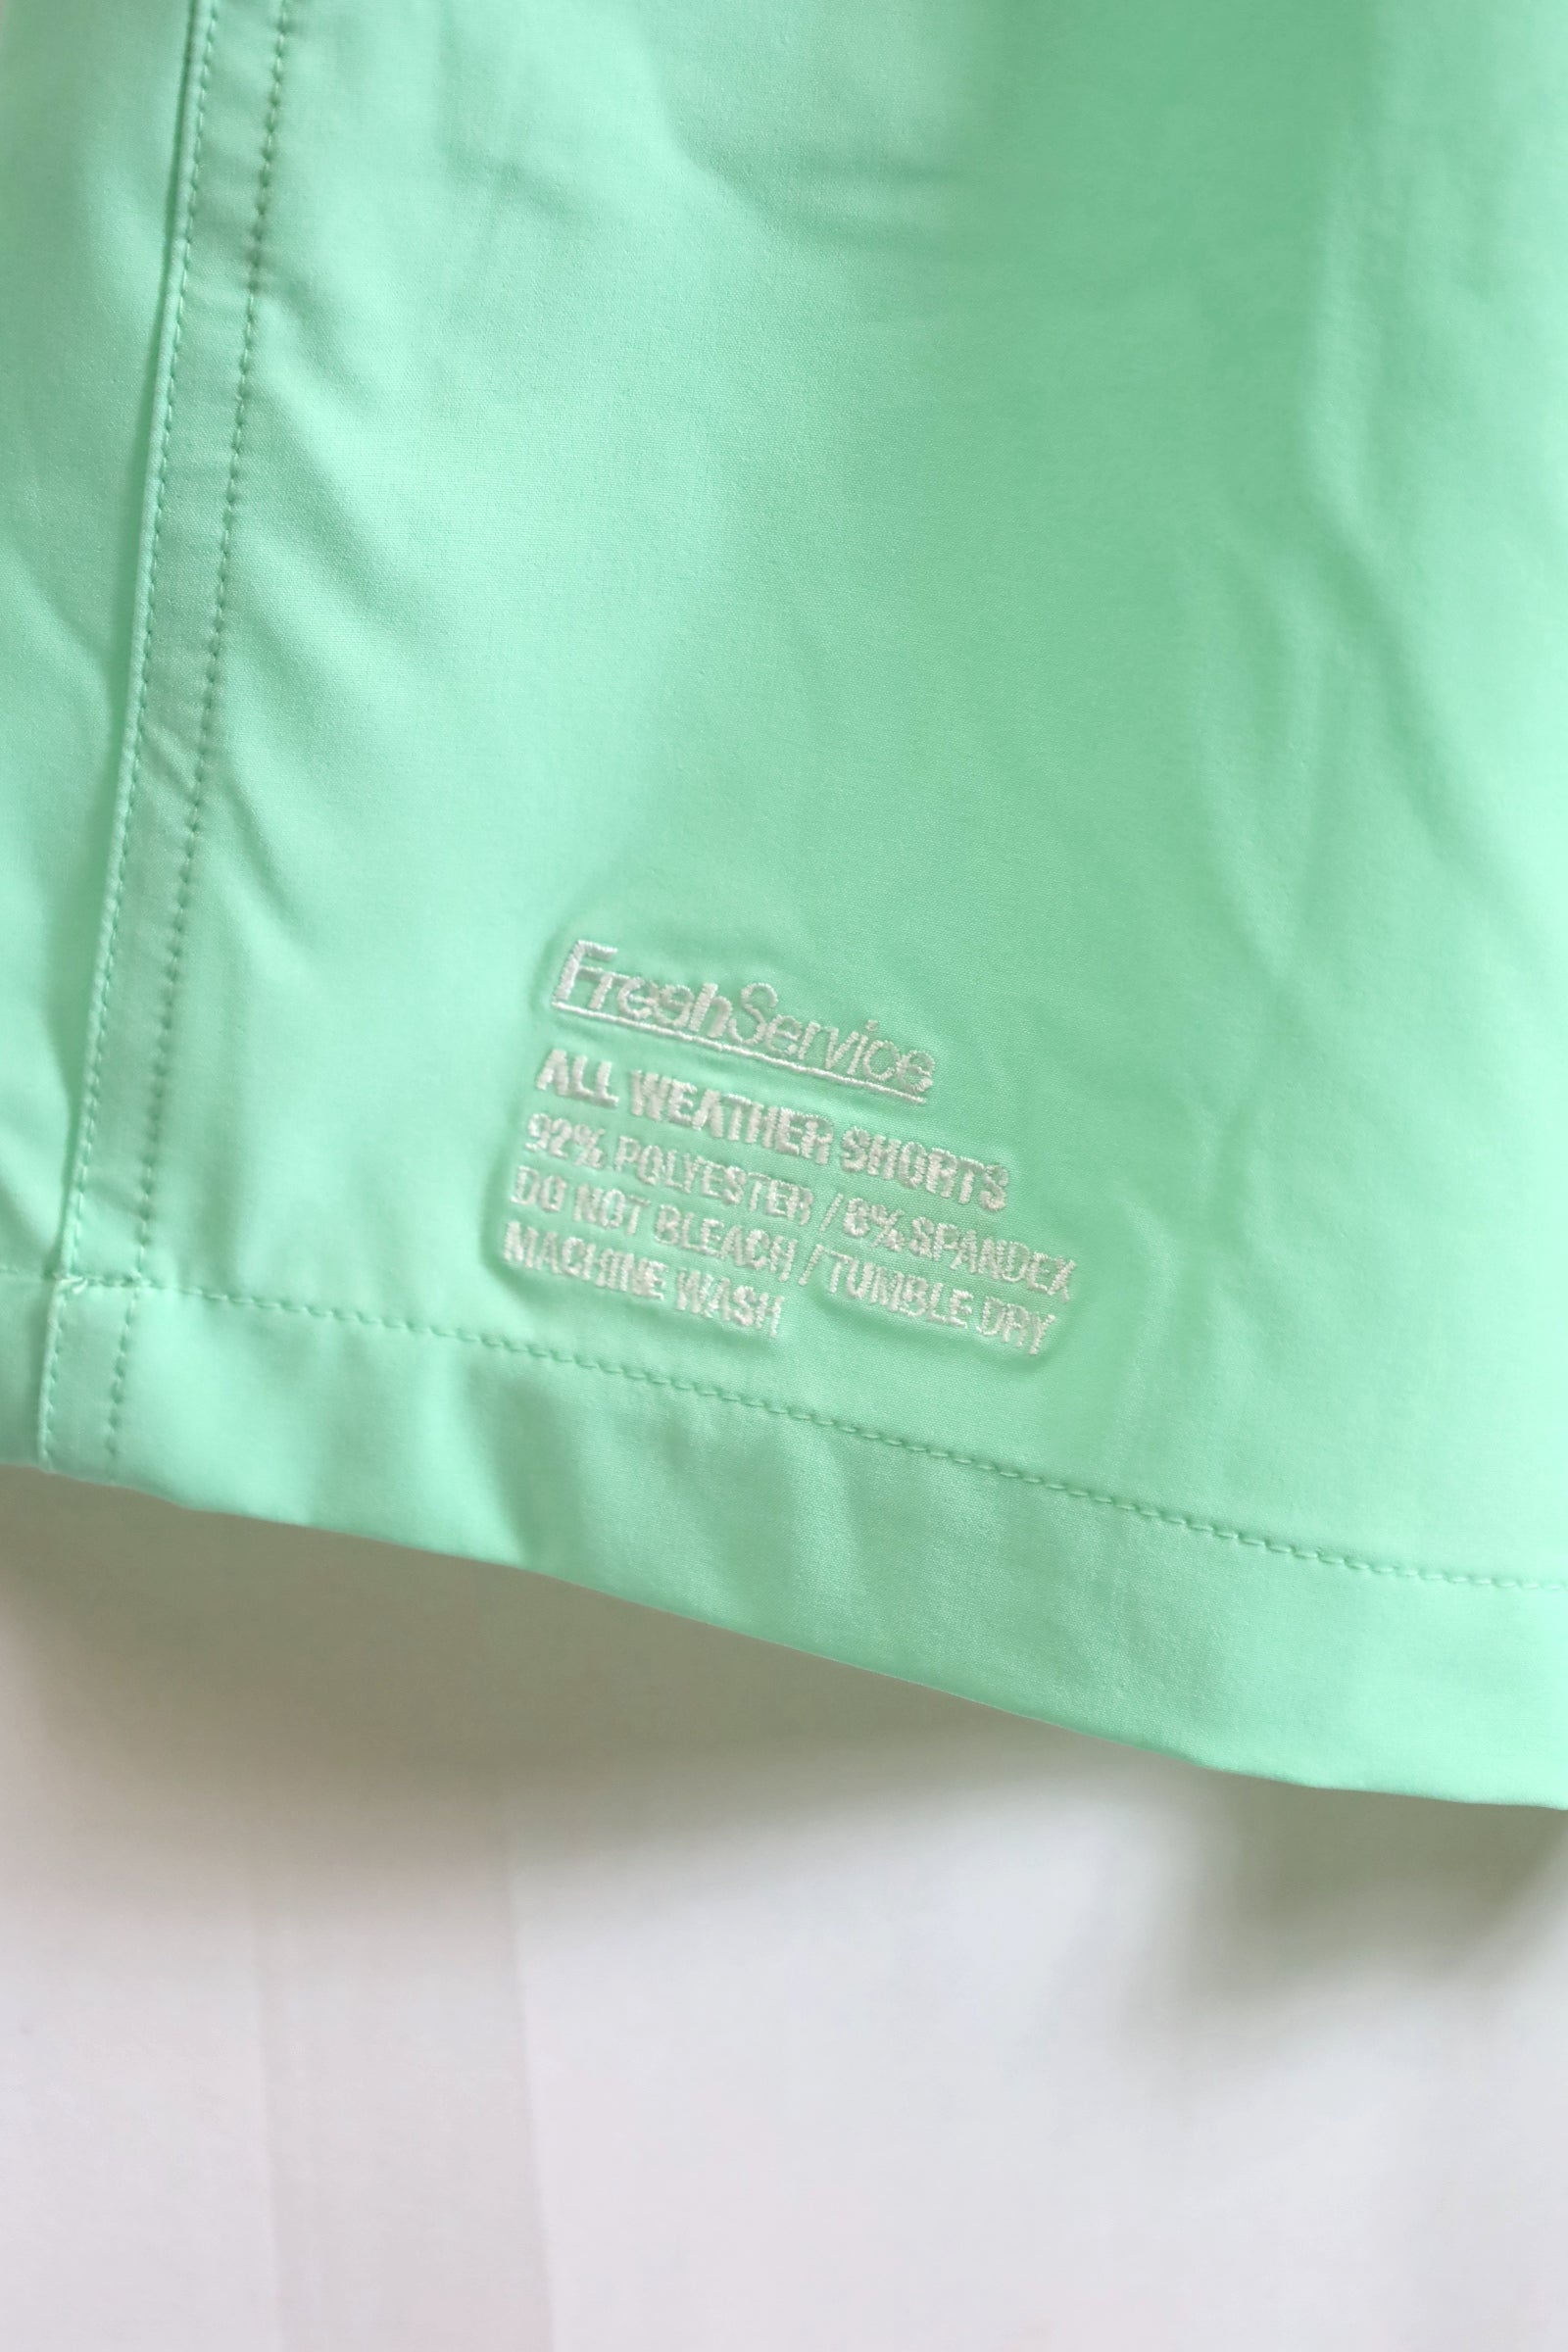 FreshService
ALL WEATHER SHORTS
92% POLYESTER / 8% SPANDEX
DO NOT BLEACH / TUMBLE DRY
MACHINE WASH